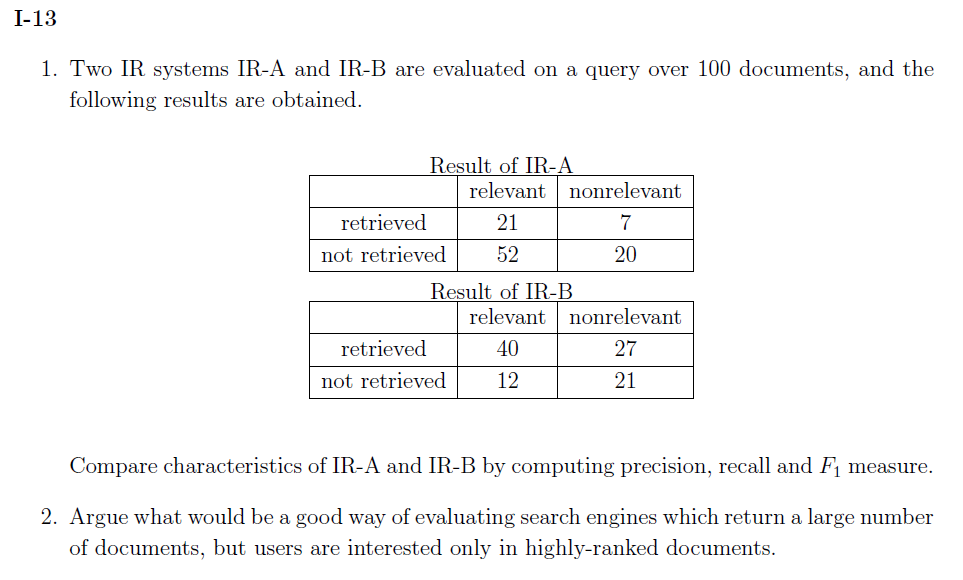 I-13
1. Two IR systems IR-A and IR-B are evaluated on a query over 100 documents, and the
following results are obtained.
Result of IR-A
relevant nonrelevant
retrieved 21 7
not retrieved 52 20
Result of IR-B
relevant nonrelevant
retrieved 40 27
not retrieved 12 21
Compare characteristics of IR-A and IR-B by computing precision, recall and F₁ measure.
2. Argue what would be a good way of evaluating search engines which return a large number
of documents, but users are interested only in highly-ranked documents.